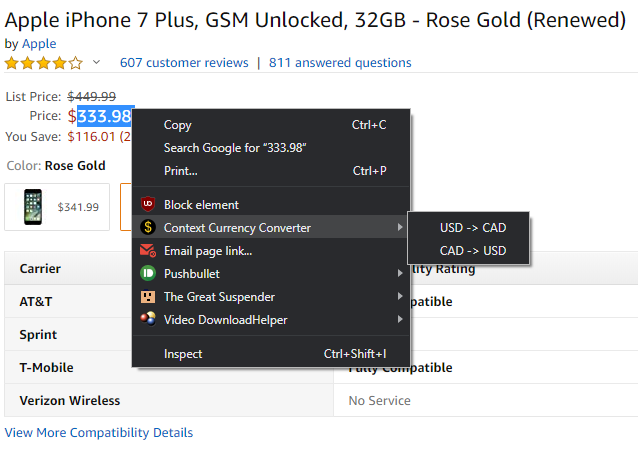 Apple iPhone 7 Plus, GSM Unlocked, 32GB - Rose Gold (Renewed)
by Apple
607 customer reviews | 811 answered questions
List Price: $449.99
Price: $333.98
You Save: $116.01 (2
Color: Rose Gold
$341.99
Copy Ctrl+C
Search Google for “333.98”
Print... Ctrl+P
Block element
Context Currency Converter
USD -> CAD
CAD -> USD
Email page link...
Pushbullet
The Great Suspender
Video DownloadHelper
Inspect Ctrl+Shift+I
Carrier Rating
AT&T
Sprint
T-Mobile Fully Compatible
Verizon Wireless No Service
View More Compatibility Details